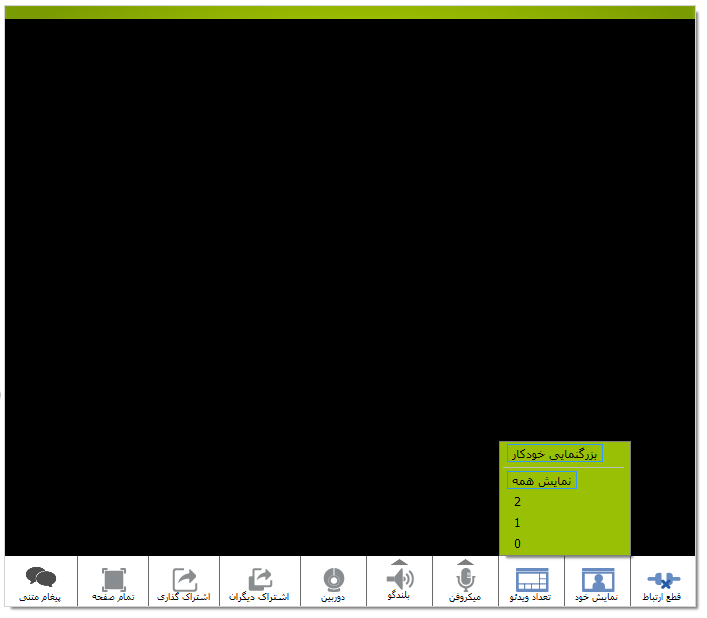 بزرگنمایی خودکار
نمایش همه
2
1
0
قطع ارتباط
نمایش خود
تعداد ویدئو
میکروفن
بلندگو
دوربین
اشتراک دیگران
اشتراک گذاری
تمام صفحه
پیغام متنی